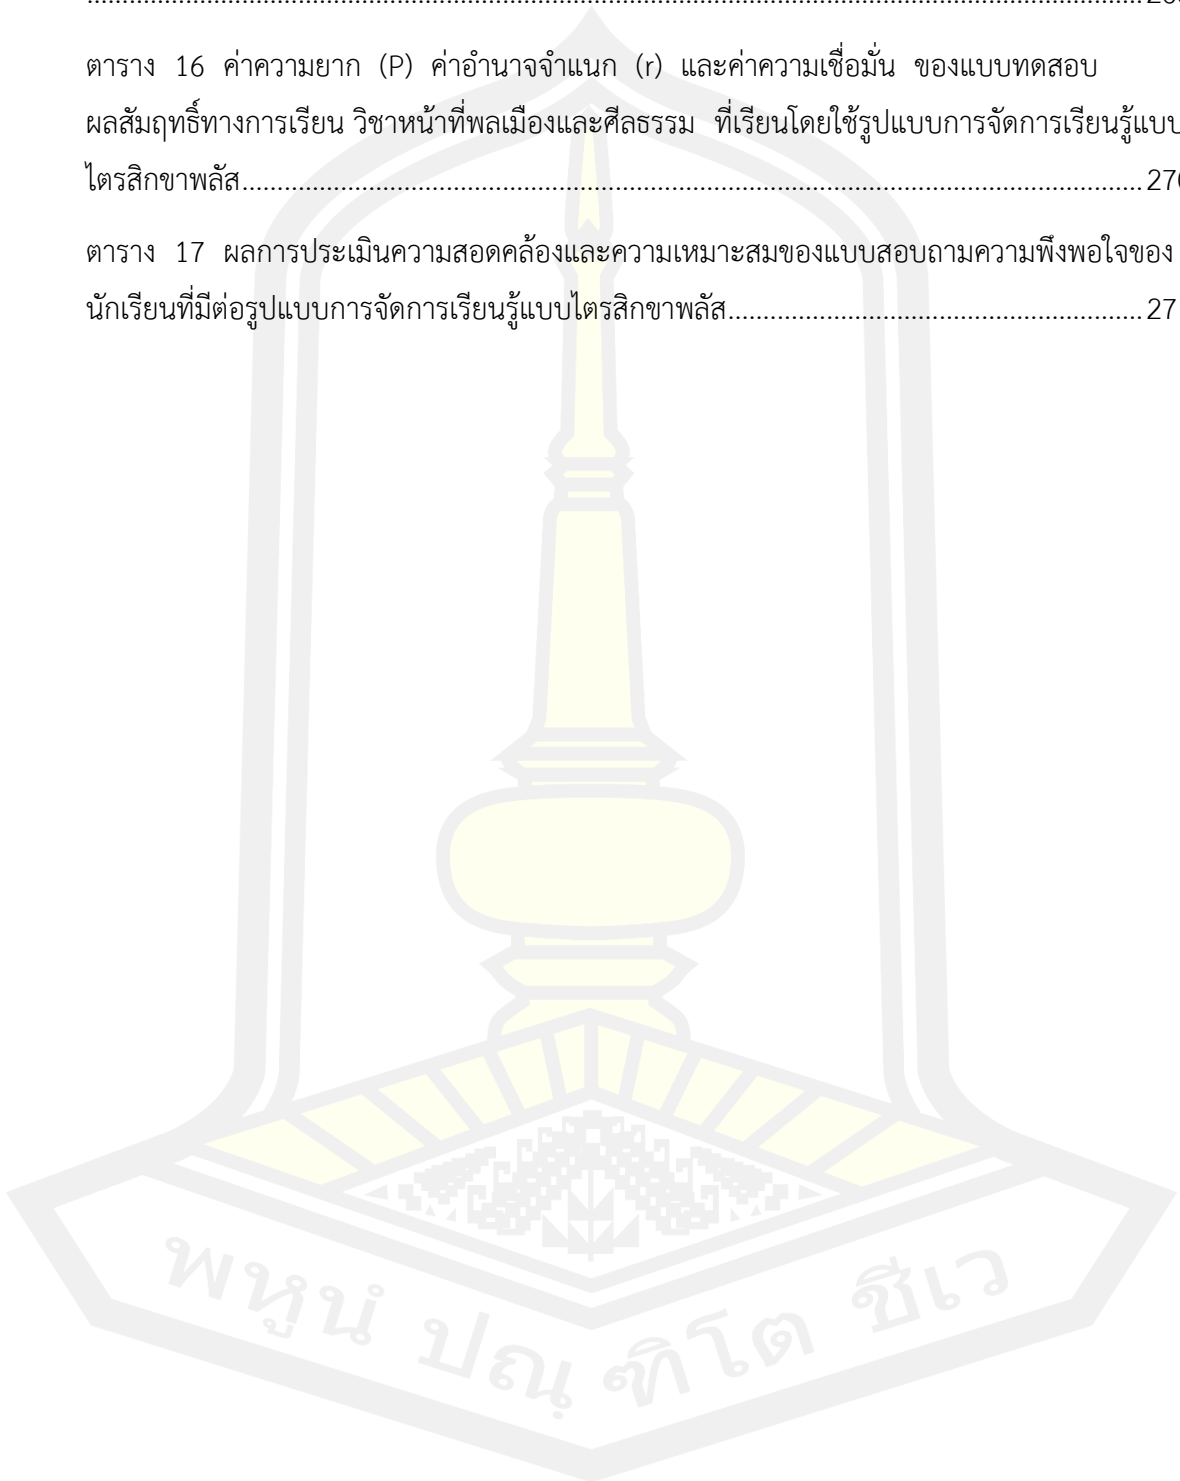 ตาราง 16 ค่าความยาก (P) ค่าอำนาจจำแนก (r) และค่าความเชื่อมั่น ของแบบทดสอบ
ผลสัมฤทธิ์ทางการเรียน วิชาหน้าที่พลเมืองและศีลธรรม ที่เรียนโดยใช้รูปแบบการจัดการเรียนรู้แบบ
ไตรสิกขาพลัส........................................................................................................... 27
ตาราง 17 ผลการประเมินความสอดคล้องและความเหมาะสมของแบบสอบถามความพึงพอใจของ
นักเรียนที่มีต่อรูปแบบการจัดการเรียนรู้แบบไตรสิกขาพลัส................................................. 27
พหูนํ ปณฺฑิโต ชีเว